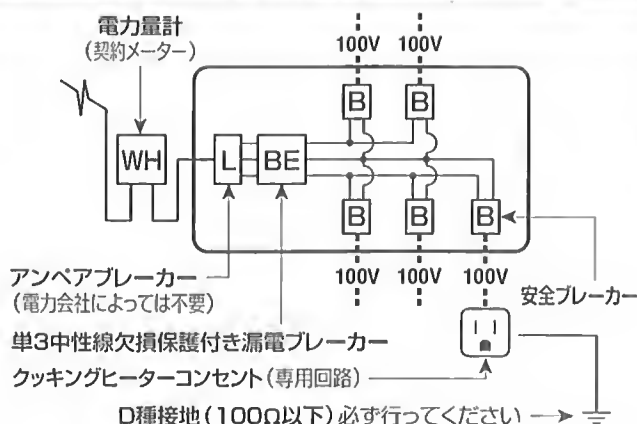 電力量計
(契約メーター)
100V 100V
B B
WH L BE
B B B
100V 100V 100V
アンペアブレーカー
(電力会社によっては不要)
安全ブレーカー
単3中性線欠損保護付き漏電ブレーカー
クッキングヒーターコンセント(専用回路)
D種接地(100Ω以下)必ず行ってください